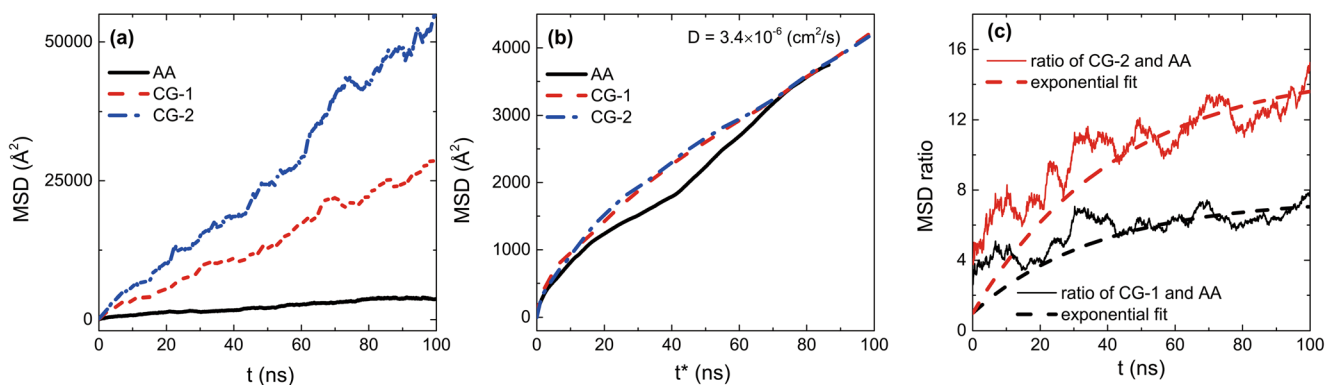 (a)
AA
CG-1
CG-2
MSD (Å²)
50000
25000
0
0 20 40 60 80 100
t (ns)
(b)
D = 3.4×10⁻⁶ (cm²/s)
AA
CG-1
CG-2
MSD (Å²)
4000
3000
2000
1000
0
0 20 40 60 80 100
t* (ns)
(c)
ratio of CG-2 and AA
exponential fit
MSD ratio
16
12
8
4
0
ratio of CG-1 and AA
exponential fit
0 20 40 60 80 100
t (ns)